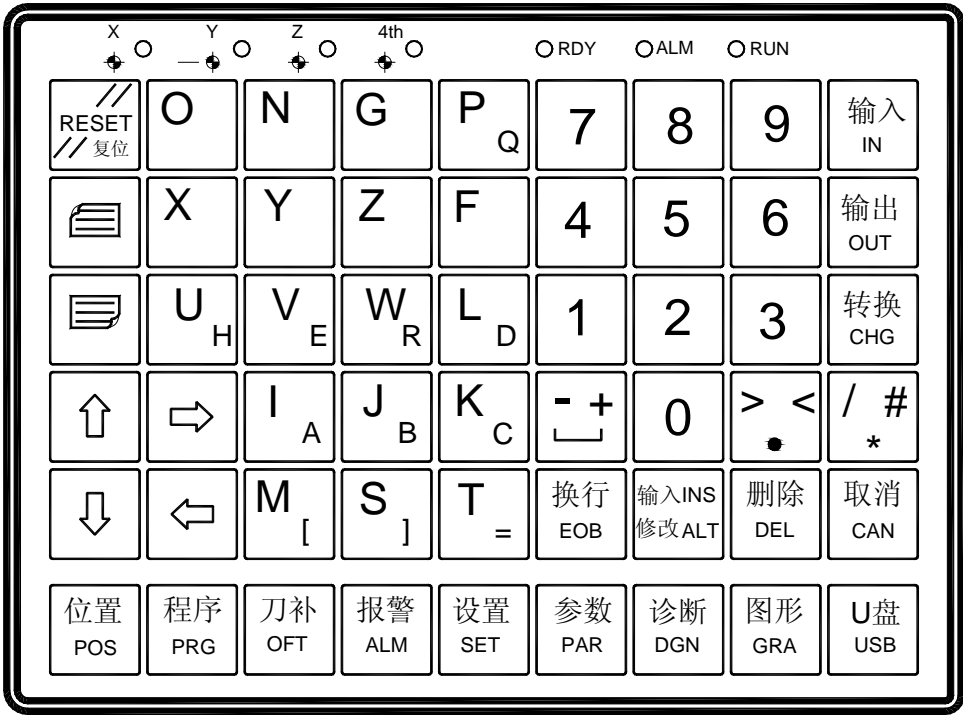 X Y Z 4th
RDY ALM RUN
// RESET // 复位
O N G P Q 7 8 9 输入 IN
X Y Z F 4 5 6 输出 OUT
U H V E W R L D 1 2 3 转换 CHG
I A J B K C - + 0 > < . / # *
M [ S ] T = 换行 EOB 输入INS 修改ALT 删除 DEL 取消 CAN
位置 POS 程序 PRG 刀补 OFT 报警 ALM 设置 SET 参数 PAR 诊断 DGN 图形 GRA U盘 USB